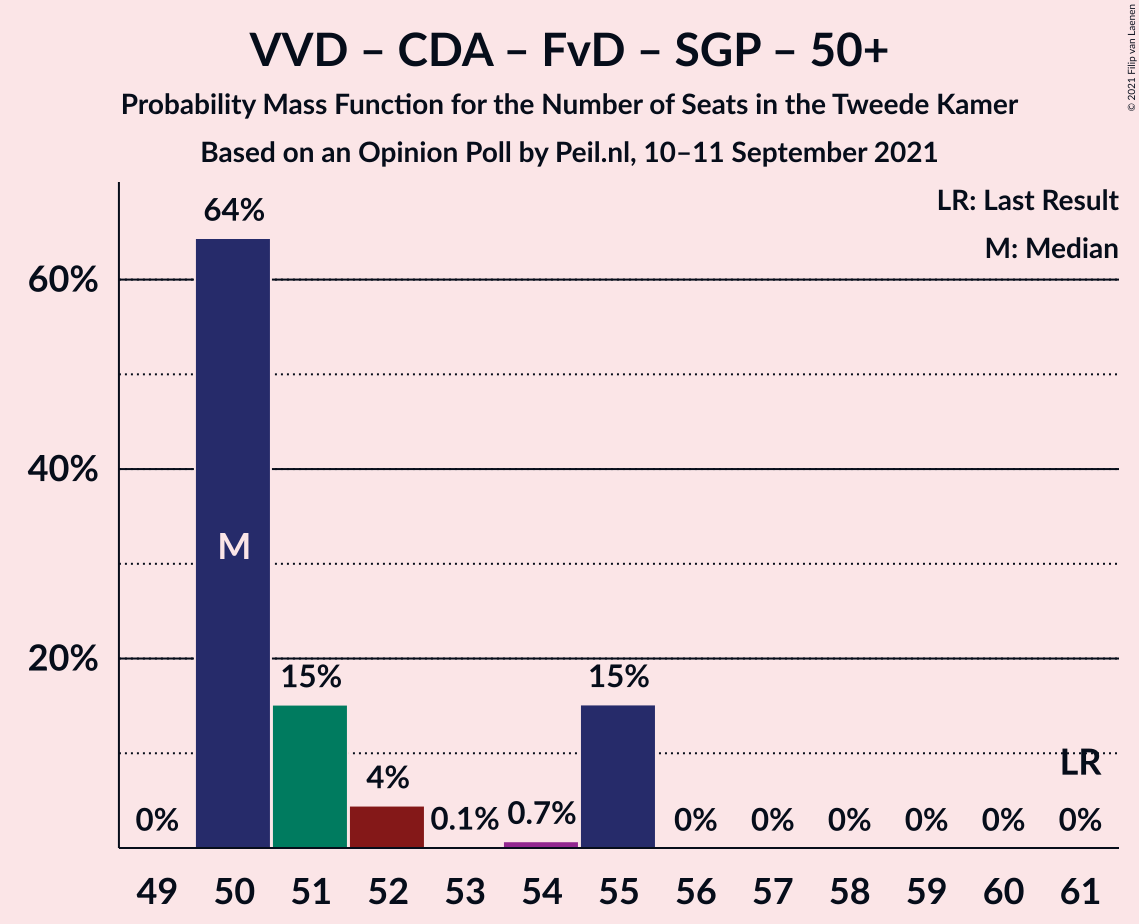 VVD – CDA – FvD – SGP – 50+
Probability Mass Function for the Number of Seats in the Tweede Kamer
Based on an Opinion Poll by Peil.nl, 10–11 September 2021
© 2021 Filip van Laenen
LR: Last Result
M: Median
60%
40%
20%
0%
64%
M
15%
4%
0.1%
0.7%
15%
0%
0%
0%
0%
0%
LR
0%
49 50 51 52 53 54 55 56 57 58 59 60 61